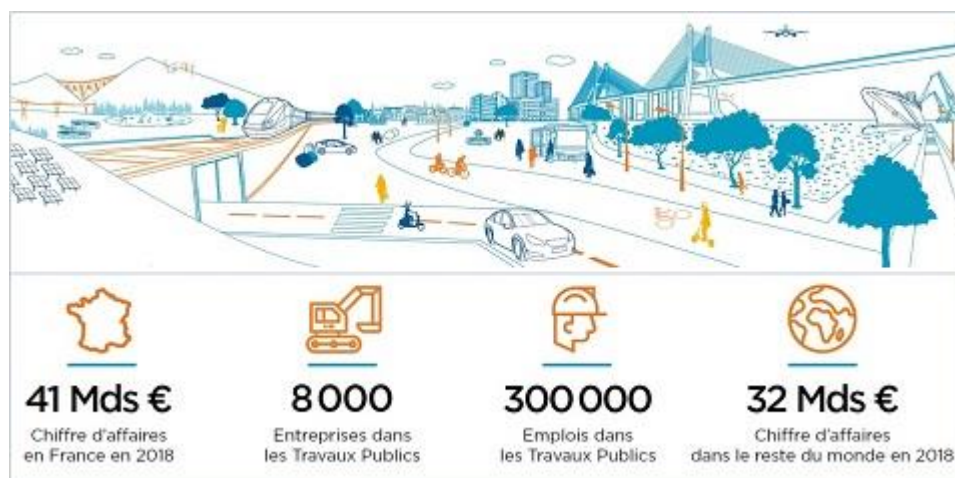 41 Mds €
Chiffre d'affaires
en France en 2018
8 000
Entreprises dans
les Travaux Publics
300 000
Emplois dans
les Travaux Publics
32 Mds €
Chiffre d'affaires
dans le reste du monde en 2018